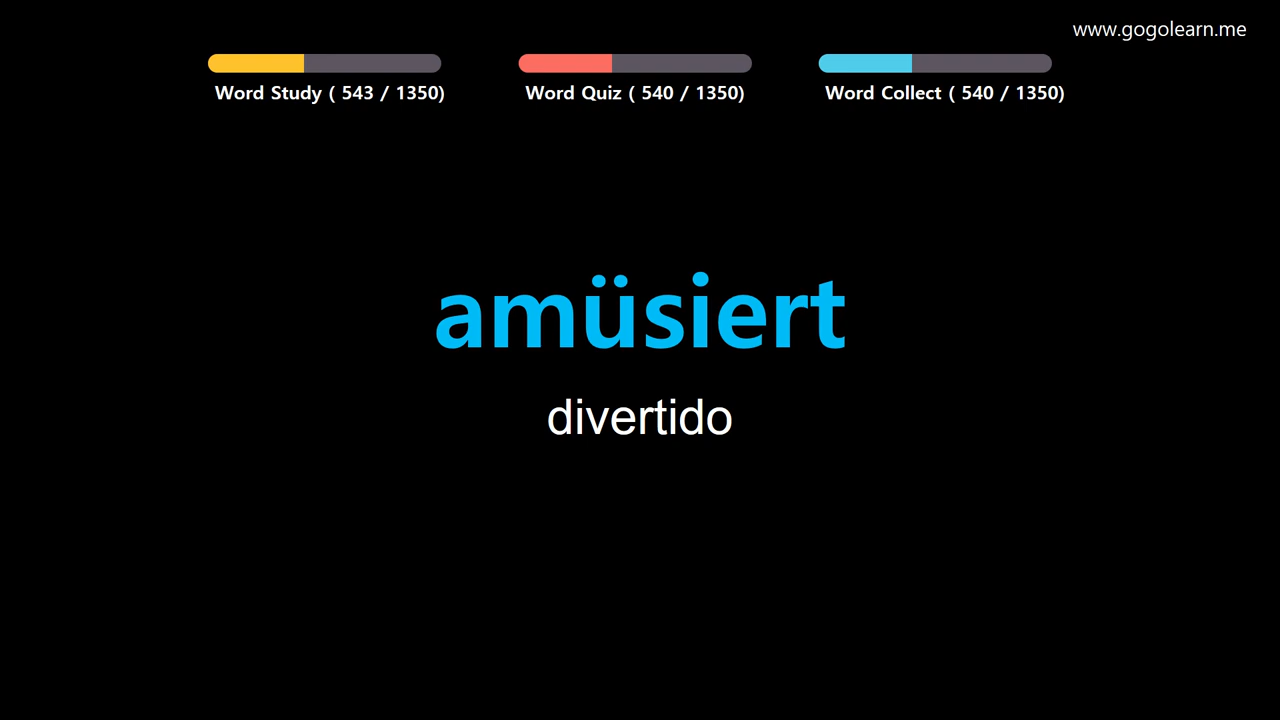 www.gogolearn.me
Word Study ( 543 / 1350)
Word Quiz ( 540 / 1350)
Word Collect ( 540 / 1350)
amüsiert
divertido